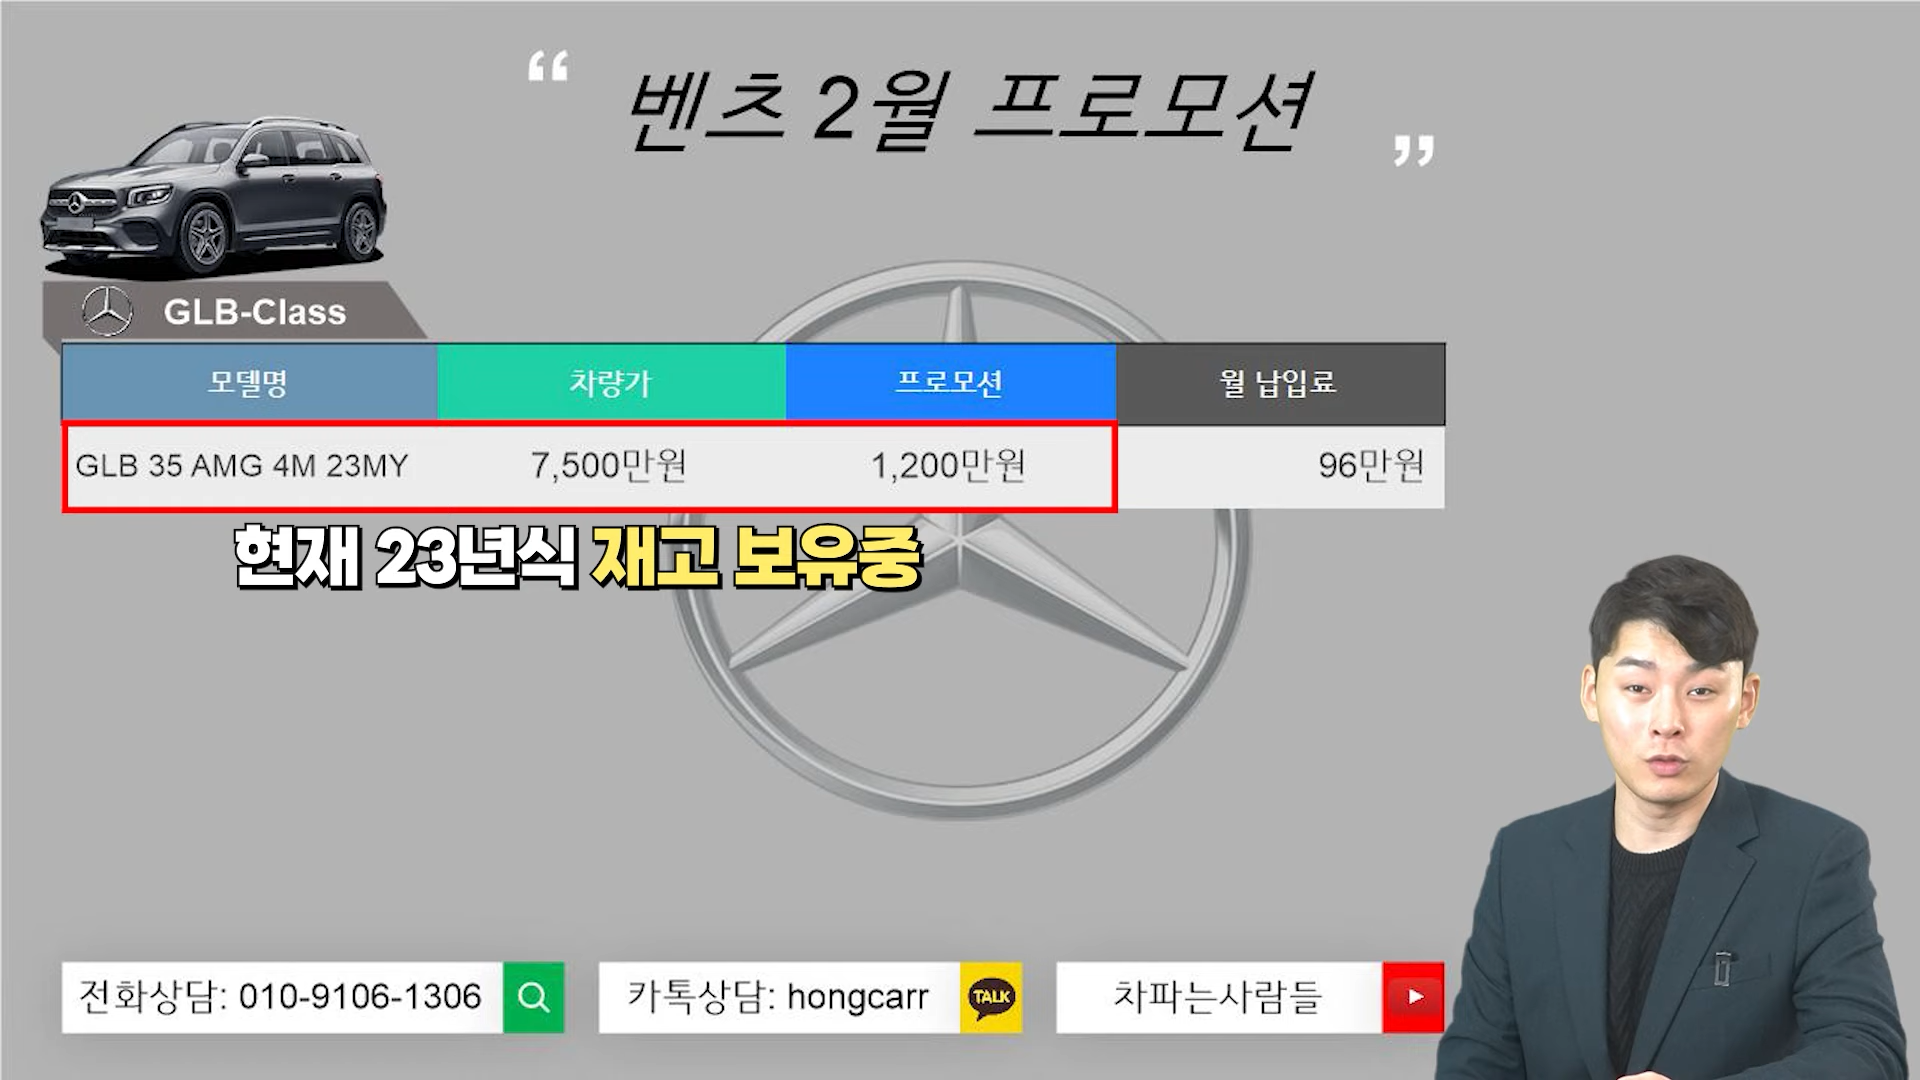 “ 벤츠 2월 프로모션 ”
GLB-Class
모델명 차량가 프로모션 월 납입료
GLB 35 AMG 4M 23MY 7,500만원 1,200만원 96만원
현재 23년식 재고 보유중
전화상담: 010-9106-1306
카톡상담: hongcarr TALK
차파는사람들